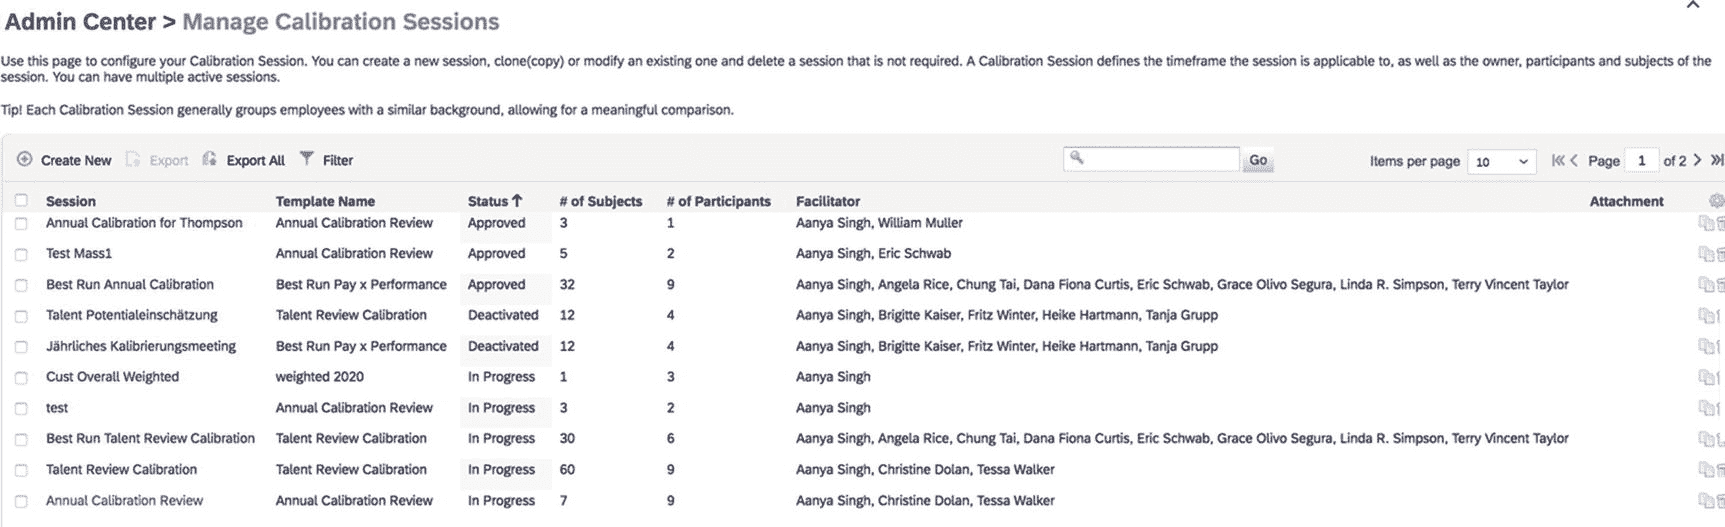 Admin Center > Manage Calibration Sessions
Use this page to configure your Calibration Session. You can create a new session, clone(copy) or modify an existing one and delete a session that is not required. A Calibration Session defines the timeframe the session is applicable to, as well as the owner, participants and subjects of the
session. You can have multiple active sessions.
Tip! Each Calibration Session generally groups employees with a similar background, allowing for a meaningful comparison.
Create New Export Export All Filter Go Items per page 10 Page 1 of 2
Session Template Name Status # of Subjects # of Participants Facilitator Attachment
Annual Calibration for Thompson Annual Calibration Review Approved 3 1 Aanya Singh, William Muller
Test Mass1 Annual Calibration Review Approved 5 2 Aanya Singh, Eric Schwab
Best Run Annual Calibration Best Run Pay x Performance Approved 32 9 Aanya Singh, Angela Rice, Chung Tai, Dana Fiona Curtis, Eric Schwab, Grace Olivo Segura, Linda R. Simpson, Terry Vincent Taylor
Talent Potentialeinschätzung Talent Review Calibration Deactivated 12 4 Aanya Singh, Brigitte Kaiser, Fritz Winter, Heike Hartmann, Tanja Grupp
Jährliches Kalibrierungsmeeting Best Run Pay x Performance Deactivated 12 4 Aanya Singh, Brigitte Kaiser, Fritz Winter, Heike Hartmann, Tanja Grupp
Cust Overall Weighted weighted 2020 In Progress 1 3 Aanya Singh
test Annual Calibration Review In Progress 3 2 Aanya Singh
Best Run Talent Review Calibration Talent Review Calibration In Progress 30 6 Aanya Singh, Angela Rice, Chung Tai, Dana Fiona Curtis, Eric Schwab, Grace Olivo Segura, Linda R. Simpson, Terry Vincent Taylor
Talent Review Calibration Talent Review Calibration In Progress 60 9 Aanya Singh, Christine Dolan, Tessa Walker
Annual Calibration Review Annual Calibration Review In Progress 7 9 Aanya Singh, Christine Dolan, Tessa Walker